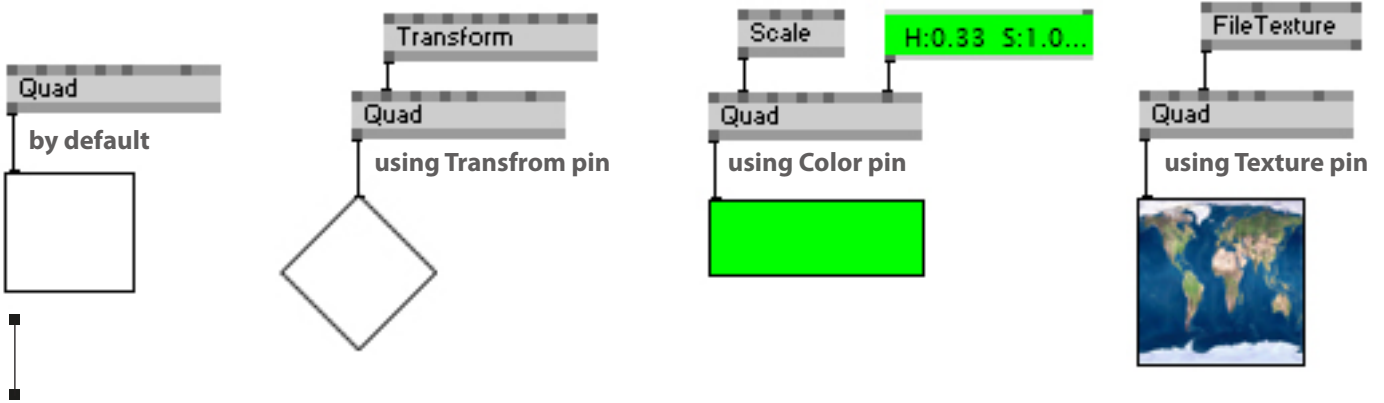 Quad
by default
Transform
Quad
using Transfrom pin
Scale
H:0.33 S:1.0...
Quad
using Color pin
FileTexture
Quad
using Texture pin